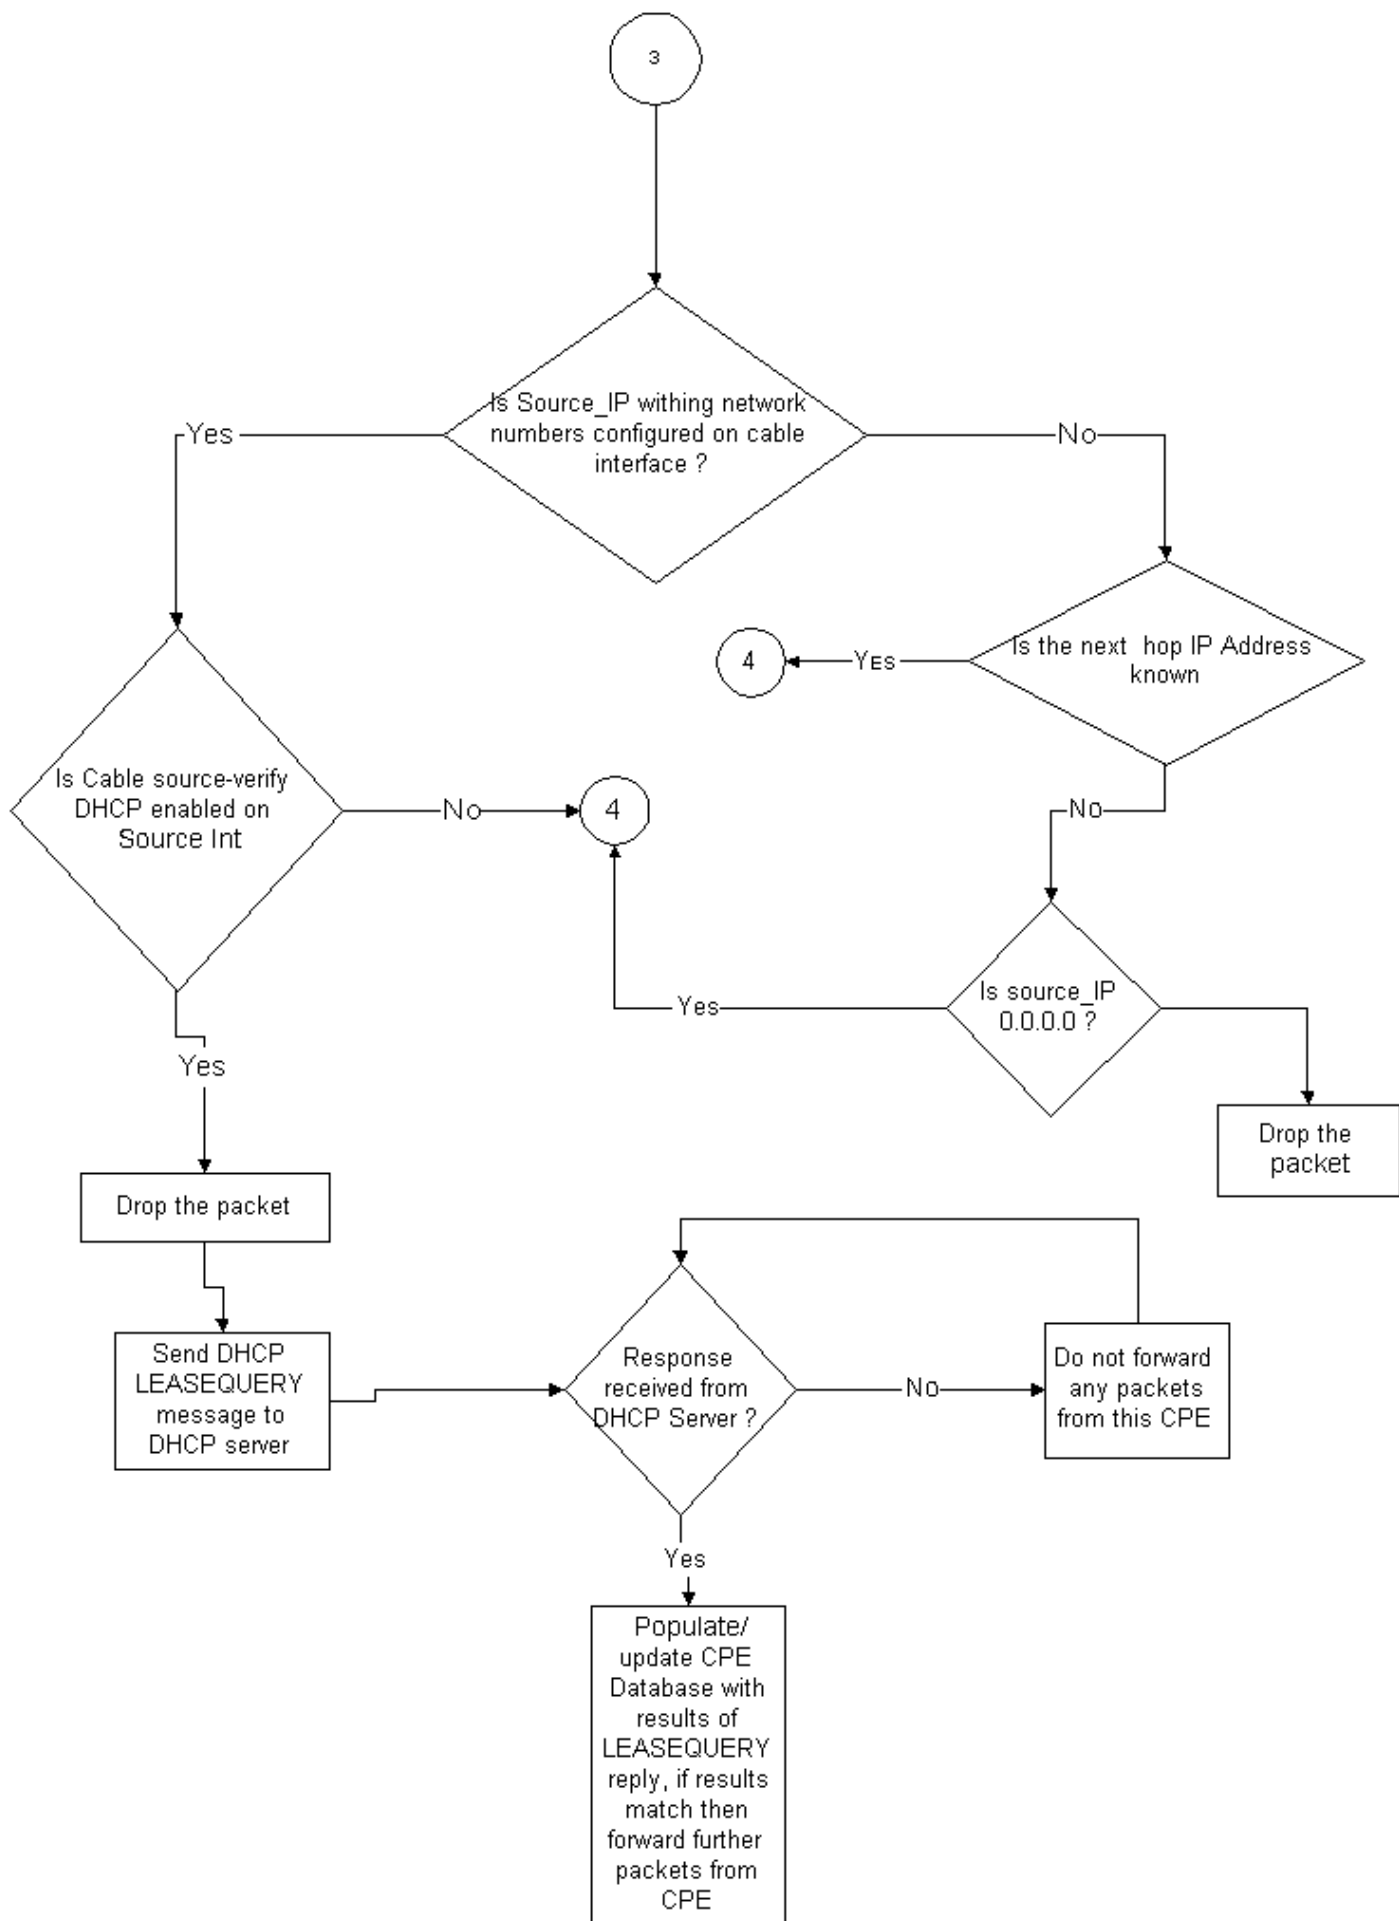 3
Is Source_IP withing network
numbers configured on cable
interface ?
Yes
No
Is the next hop IP Address
known
YES
4
Is Cable source-verify
DHCP enabled on
Source Int
No
4
No
Is source_IP
0.0.0.0 ?
Yes
Yes
Drop the
packet
Drop the packet
Send DHCP
LEASEQUERY
message to
DHCP server
Response
received from
DHCP Server ?
No
Do not forward
any packets
from this CPE
Yes
Populate/
update CPE
Database with
results of
LEASEQUERY
reply, if results
match then
forward further
packets from
CPE